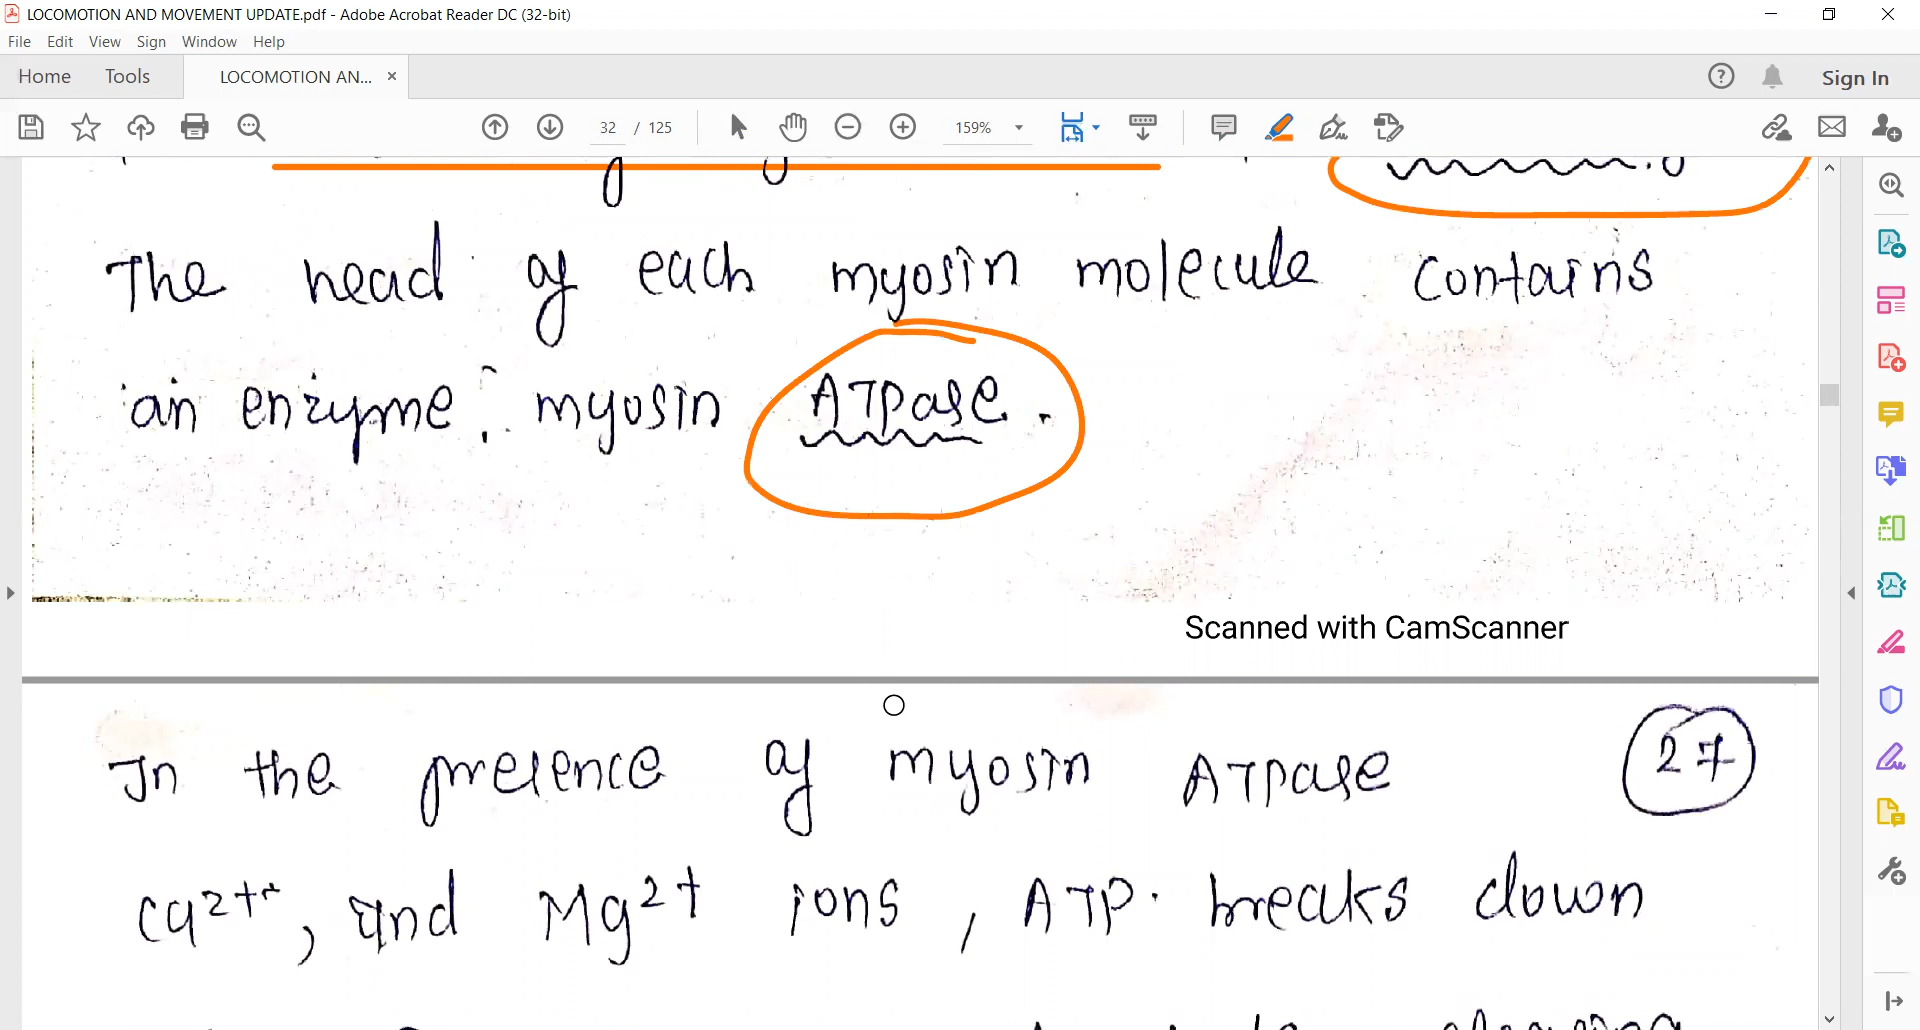 LOCOMOTION AND MOVEMENT UPDATE.pdf - Adobe Acrobat Reader DC (32-bit)
File Edit View Sign Window Help
Home Tools LOCOMOTION AN... × Sign In
32 / 125 159%
The head of each myosin molecule contains
an enzyme, myosin ATPase.
Scanned with CamScanner
In the presence of myosin ATPase 27
Ca2+, and Mg2+ ions, ATP breaks down